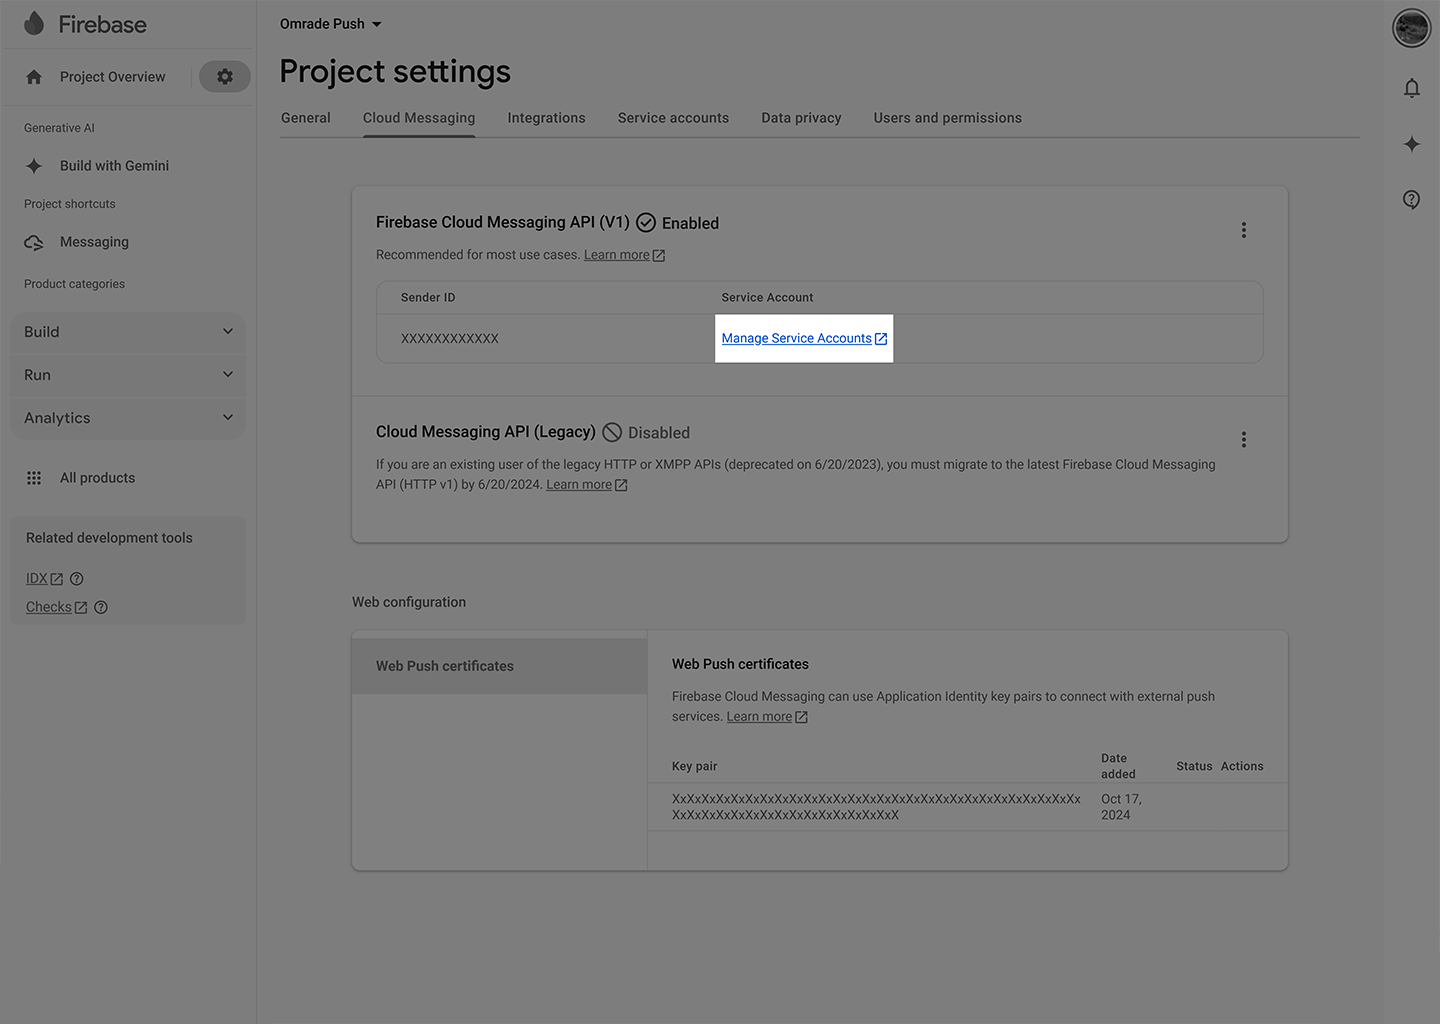 Firebase
Omrade Push
Project settings
Project Overview
General
Cloud Messaging
Integrations
Service accounts
Data privacy
Users and permissions
Generative AI
Build with Gemini
Project shortcuts
Messaging
Product categories
Build
Run
Analytics
All products
Related development tools
IDX
Checks
Firebase Cloud Messaging API (V1) Enabled
Recommended for most use cases. Learn more
Sender ID
Service Account
XXXXXXXXXXXX
Manage Service Accounts
Cloud Messaging API (Legacy) Disabled
If you are an existing user of the legacy HTTP or XMPP APIs (deprecated on 6/20/2023), you must migrate to the latest Firebase Cloud Messaging
API (HTTP v1) by 6/20/2024. Learn more
Web configuration
Web Push certificates
Web Push certificates
Firebase Cloud Messaging can use Application Identity key pairs to connect with external push
services. Learn more
Key pair
Date
added
Status
Actions
XxXxXxXxXxXxXxXxXxXxXxXxXxXxXxXxXxXxXxXxXxXxXxXxXxXxXxXx
XxXxXxXxXxXxXxXxXxXxXxXxXxXxXxX
Oct 17,
2024